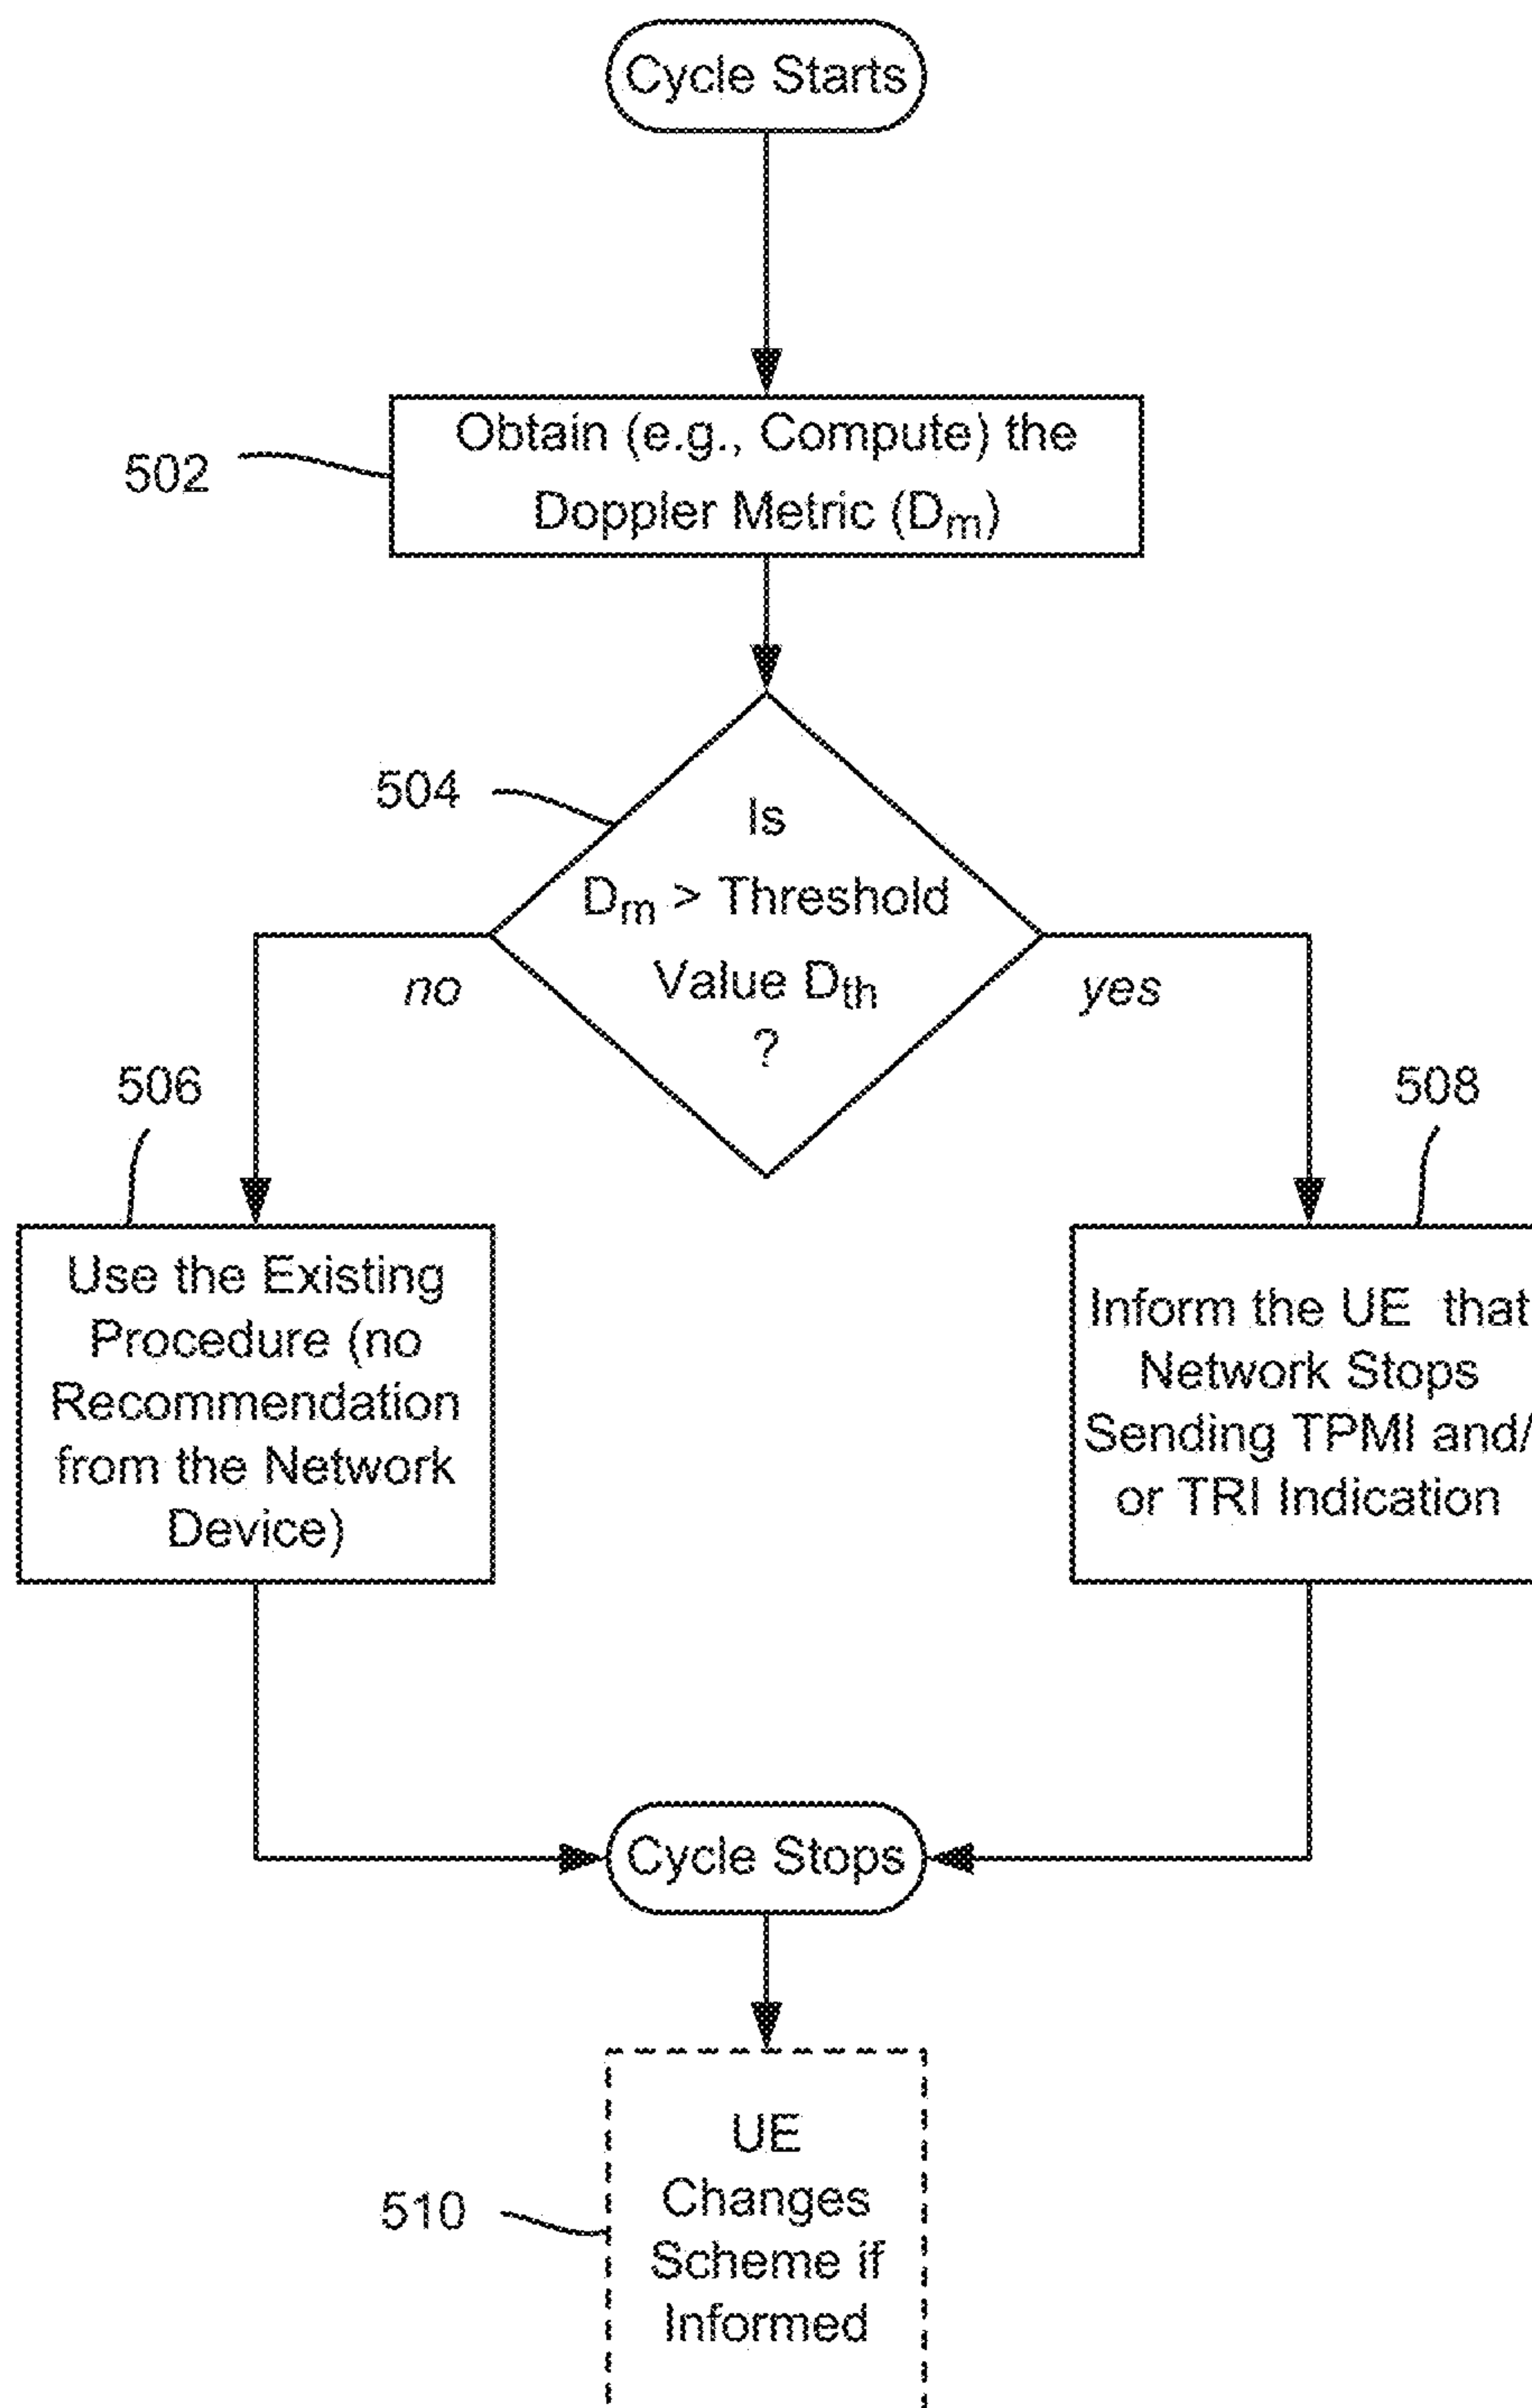 Cycle Starts
502
Obtain (e.g., Compute) the
Doppler Metric (Dm)
504
Is
Dm > Threshold
Value Dth
?
no
yes
506
508
Use the Existing
Procedure (no
Recommendation
from the Network
Device)
Inform the UE that
Network Stops
Sending TPMI and/
or TRI Indication
Cycle Stops
510
UE
Changes
Scheme if
Informed